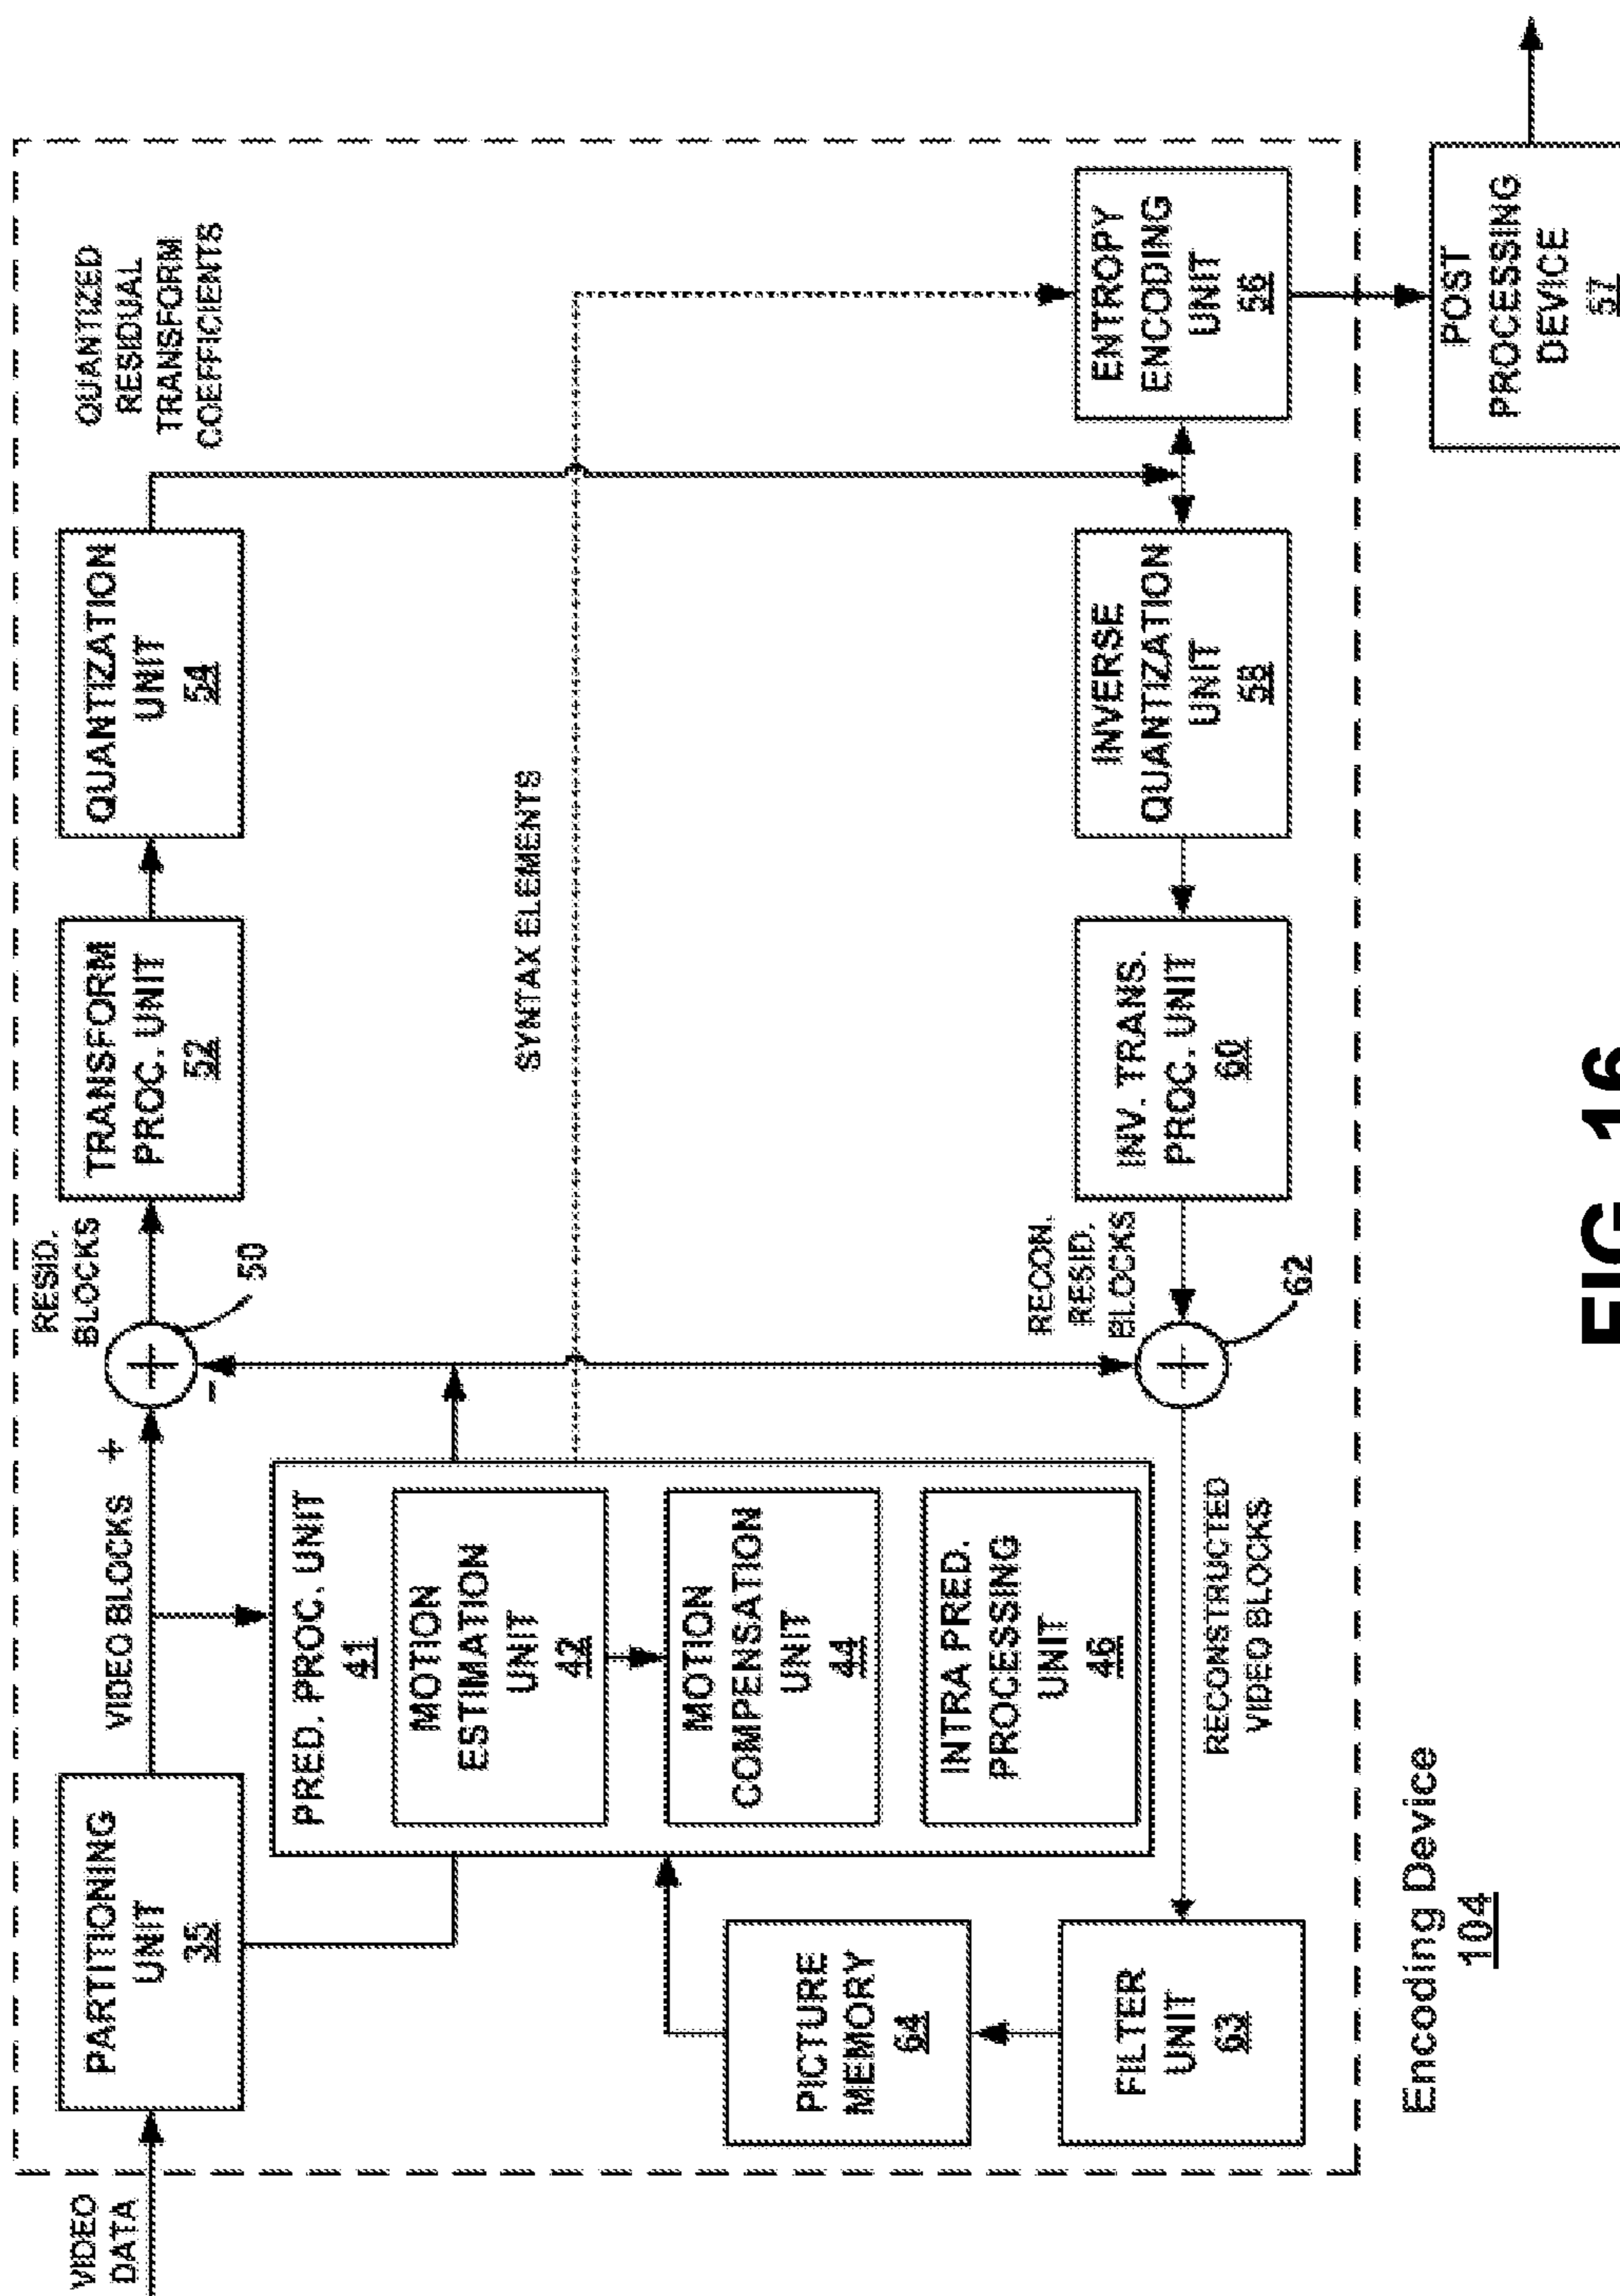 VIDEO
DATA
PARTITIONING
UNIT
35
VIDEO BLOCKS
+
-
50
RESID.
BLOCKS
TRANSFORM
PROC. UNIT
52
QUANTIZATION
UNIT
54
QUANTIZED
RESIDUAL
TRANSFORM
COEFFICIENTS
PRED. PROC. UNIT
41
MOTION
ESTIMATION
UNIT
42
MOTION
COMPENSATION
UNIT
44
INTRA PRED.
PROCESSING
UNIT
46
SYNTAX ELEMENTS
PICTURE
MEMORY
64
FILTER
UNIT
63
RECONSTRUCTED
VIDEO BLOCKS
62
RECON.
RESID.
BLOCKS
INV. TRANS.
PROC. UNIT
60
INVERSE
QUANTIZATION
UNIT
58
ENTROPY
ENCODING
UNIT
56
POST
PROCESSING
DEVICE
57
Encoding Device
104
FIG. 16